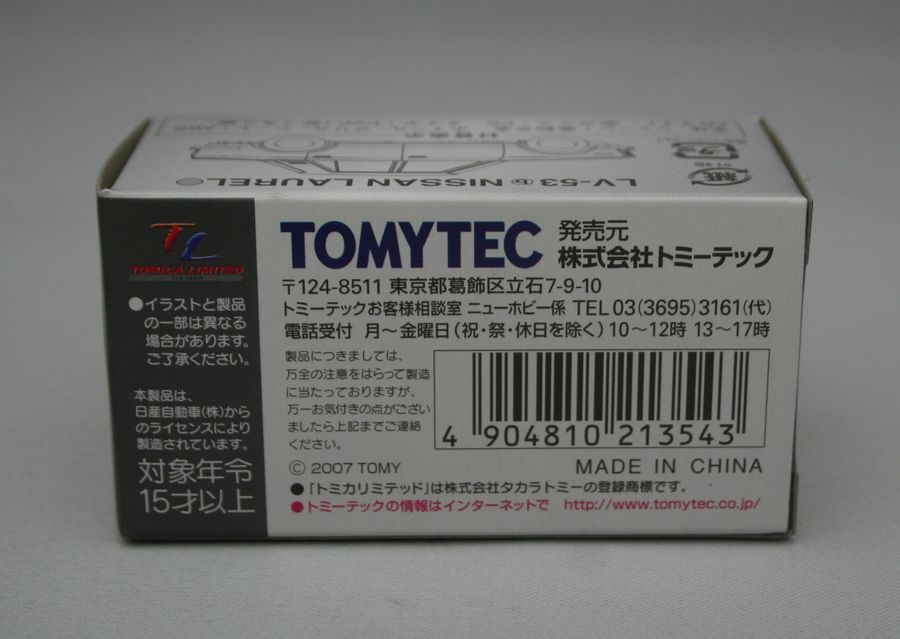 LV-53 b NISSAN LAUREL
材質表示
紙
プラ
TL
TOMICA LIMITED
●イラストと製品
の一部は異なる
場合があります。
ご了承ください。
本製品は、
日産自動車(株)から
のライセンスにより
製造されています。
対象年令
15才以上
TOMYTEC
発売元
株式会社トミーテック
〒124-8511 東京都葛飾区立石7-9-10
トミーテックお客様相談室 ニューホビー係 TEL 03(3695)3161(代)
電話受付 月〜金曜日(祝・祭・休日を除く)10〜12時 13〜17時
製品につきましては、
万全の注意をはらって製造
に当たっておりますが、
万一お気付きの点がござい
ましたら上記までご連絡
ください。
4 904810 213543
© 2007 TOMY
MADE IN CHINA
●「トミカリミテッド」は株式会社タカラトミーの登録商標です。
●トミーテックの情報はインターネットで http://www.tomytec.co.jp/